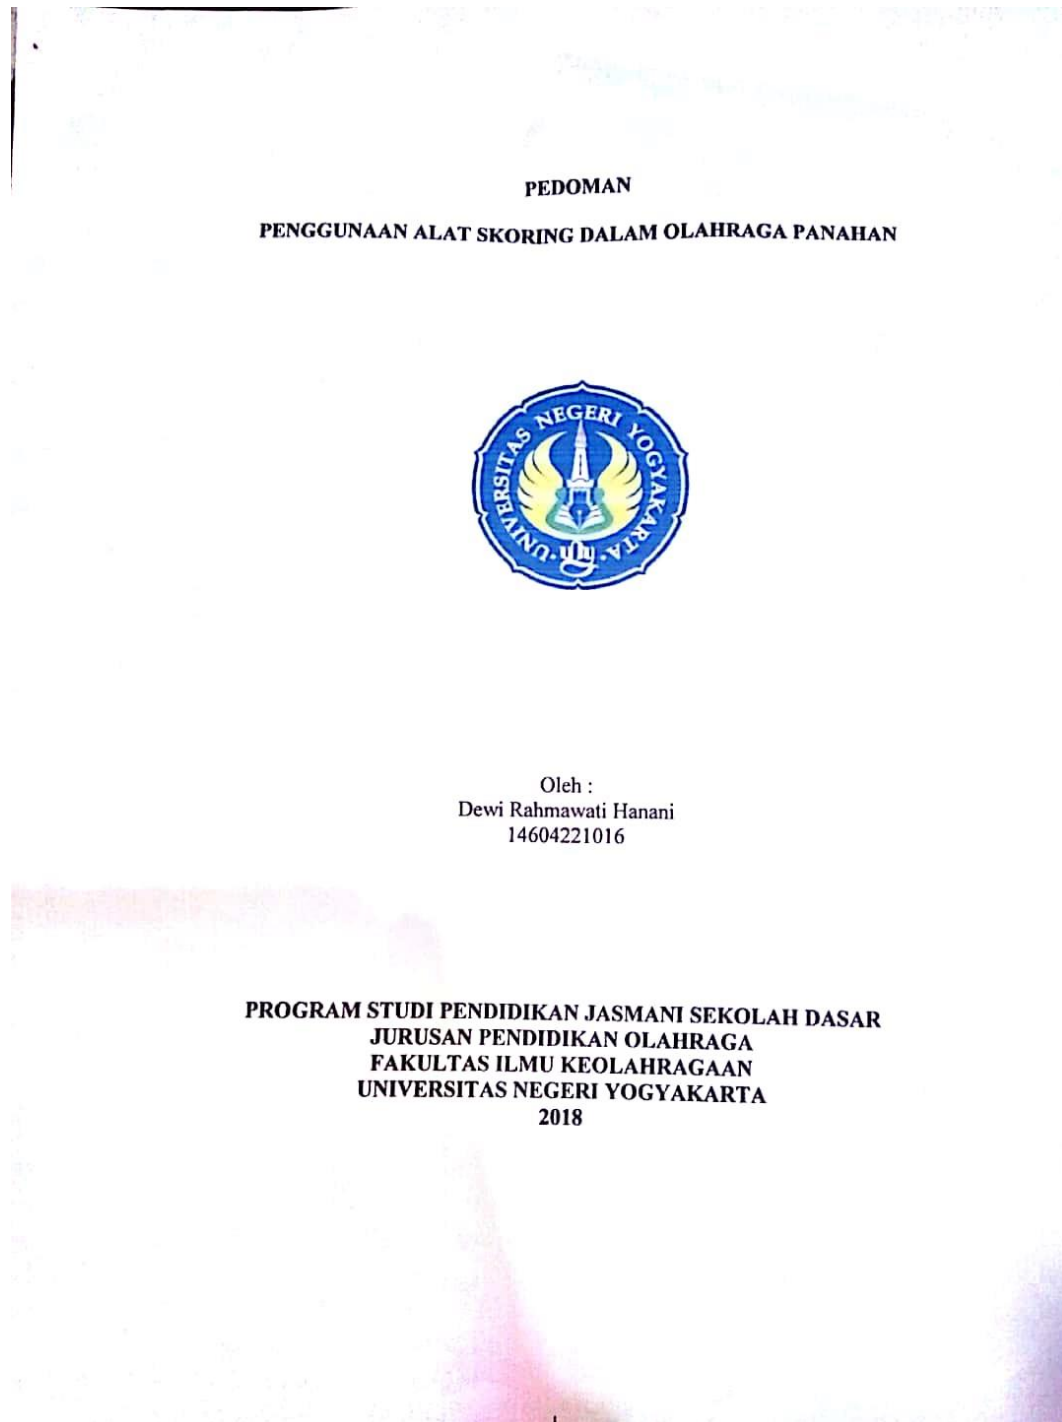 PEDOMAN
PENGGUNAAN ALAT SKORING DALAM OLAHRAGA PANAHAN
UNIVERSITAS NEGERI YOGYAKARTA
Oleh :
Dewi Rahmawati Hanani
14604221016
PROGRAM STUDI PENDIDIKAN JASMANI SEKOLAH DASAR
JURUSAN PENDIDIKAN OLAHRAGA
FAKULTAS ILMU KEOLAHRAGAAN
UNIVERSITAS NEGERI YOGYAKARTA
2018